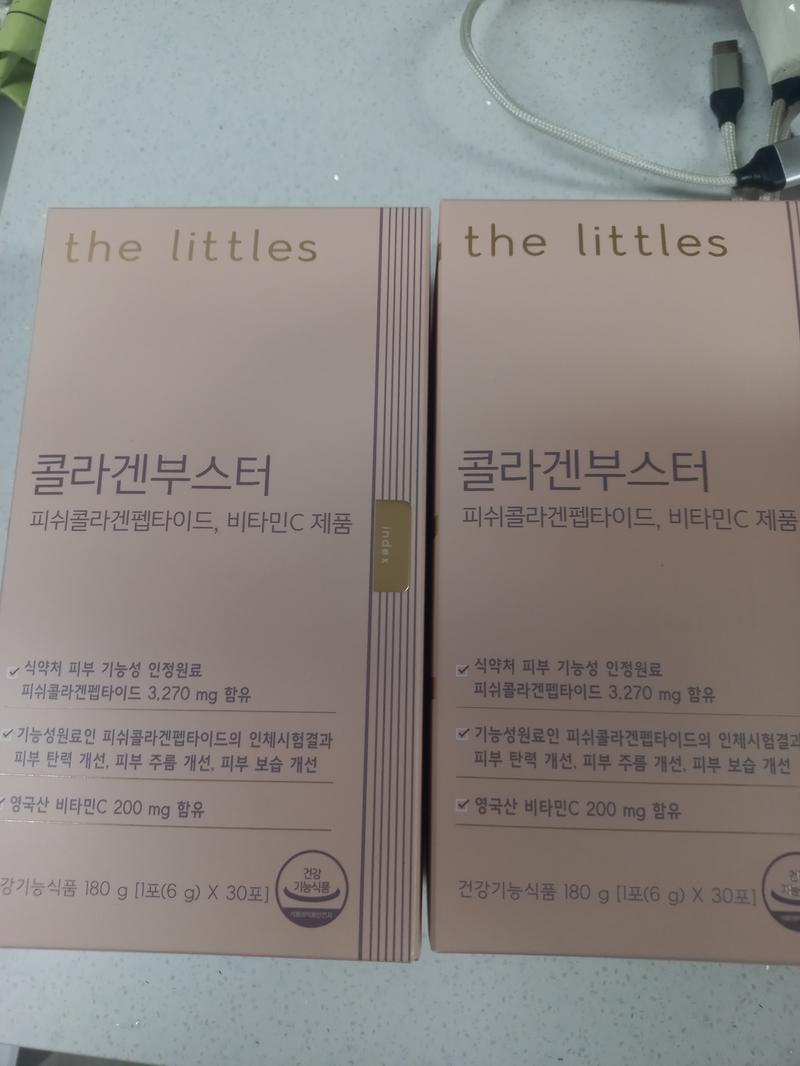 the littles
콜라겐부스터
피쉬콜라겐펩타이드, 비타민C 제품
index
식약처 피부 기능성 인정원료
피쉬콜라겐펩타이드 3,270 mg 함유
기능성원료인 피쉬콜라겐펩타이드의 인체시험결과
피부 탄력 개선, 피부 주름 개선, 피부 보습 개선
영국산 비타민C 200 mg 함유
강기능식품 180 g [1포(6 g) X 30포]
건강
기능식품
the littles
콜라겐부스터
피쉬콜라겐펩타이드, 비타민C 제품
식약처 피부 기능성 인정원료
피쉬콜라겐펩타이드 3,270 mg 함유
기능성원료인 피쉬콜라겐펩타이드의 인체시험결과
피부 탄력 개선, 피부 주름 개선, 피부 보습 개선
영국산 비타민C 200 mg 함유
건강기능식품 180 g [1포(6 g) X 30포]